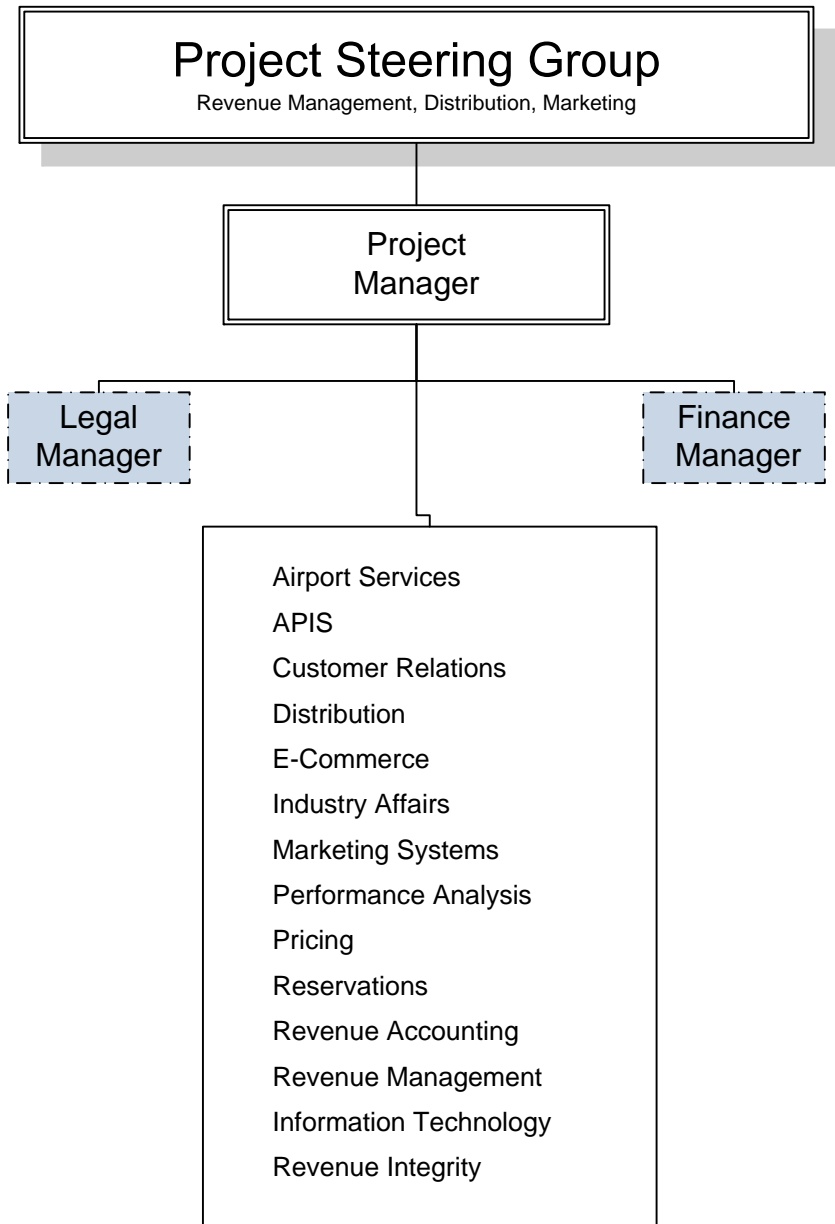 Project Steering Group
Revenue Management, Distribution, Marketing
Project
Manager
Legal
Manager
Finance
Manager
Airport Services
APIS
Customer Relations
Distribution
E-Commerce
Industry Affairs
Marketing Systems
Performance Analysis
Pricing
Reservations
Revenue Accounting
Revenue Management
Information Technology
Revenue Integrity